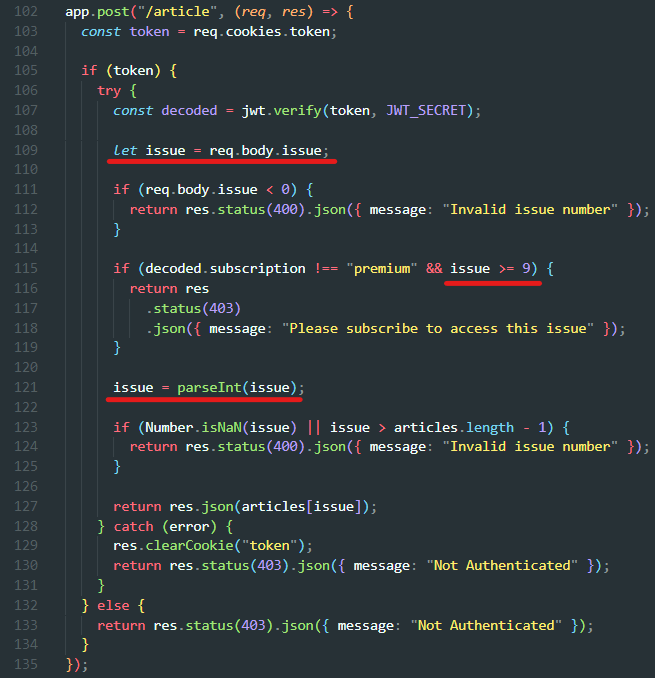 102 app.post("/article", (req, res) => {
103   const token = req.cookies.token;
104
105   if (token) {
106     try {
107       const decoded = jwt.verify(token, JWT_SECRET);
108
109       let issue = req.body.issue;
110
111       if (req.body.issue < 0) {
112         return res.status(400).json({ message: "Invalid issue number" });
113       }
114
115       if (decoded.subscription !== "premium" && issue >= 9) {
116         return res
117           .status(403)
118           .json({ message: "Please subscribe to access this issue" });
119       }
120
121       issue = parseInt(issue);
122
123       if (Number.isNaN(issue) || issue > articles.length - 1) {
124         return res.status(400).json({ message: "Invalid issue number" });
125       }
126
127       return res.json(articles[issue]);
128     } catch (error) {
129       res.clearCookie("token");
130       return res.status(403).json({ message: "Not Authenticated" });
131     }
132   } else {
133     return res.status(403).json({ message: "Not Authenticated" });
134   }
135 });